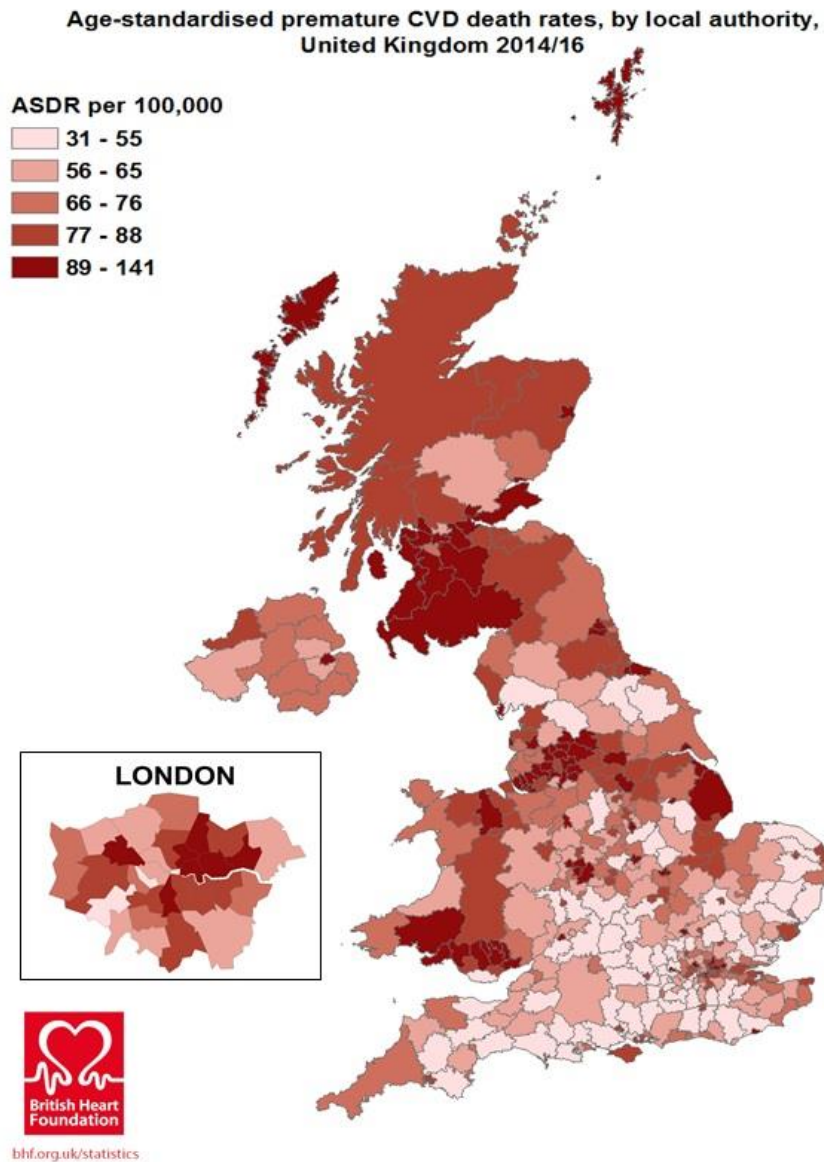 Age-standardised premature CVD death rates, by local authority,
United Kingdom 2014/16
ASDR per 100,000
31 - 55
56 - 65
66 - 76
77 - 88
89 - 141
LONDON
British Heart
Foundation
bhf.org.uk/statistics